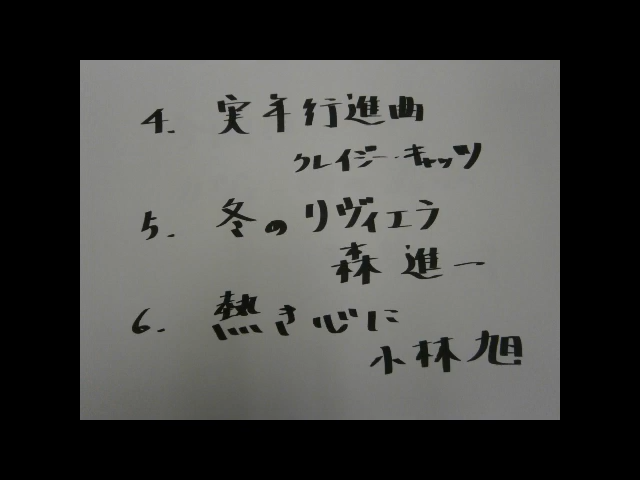 4. 実年行進曲
クレイジー・キャッツ
5. 冬のリヴィエラ
森進一
6. 熱き心に
小林旭